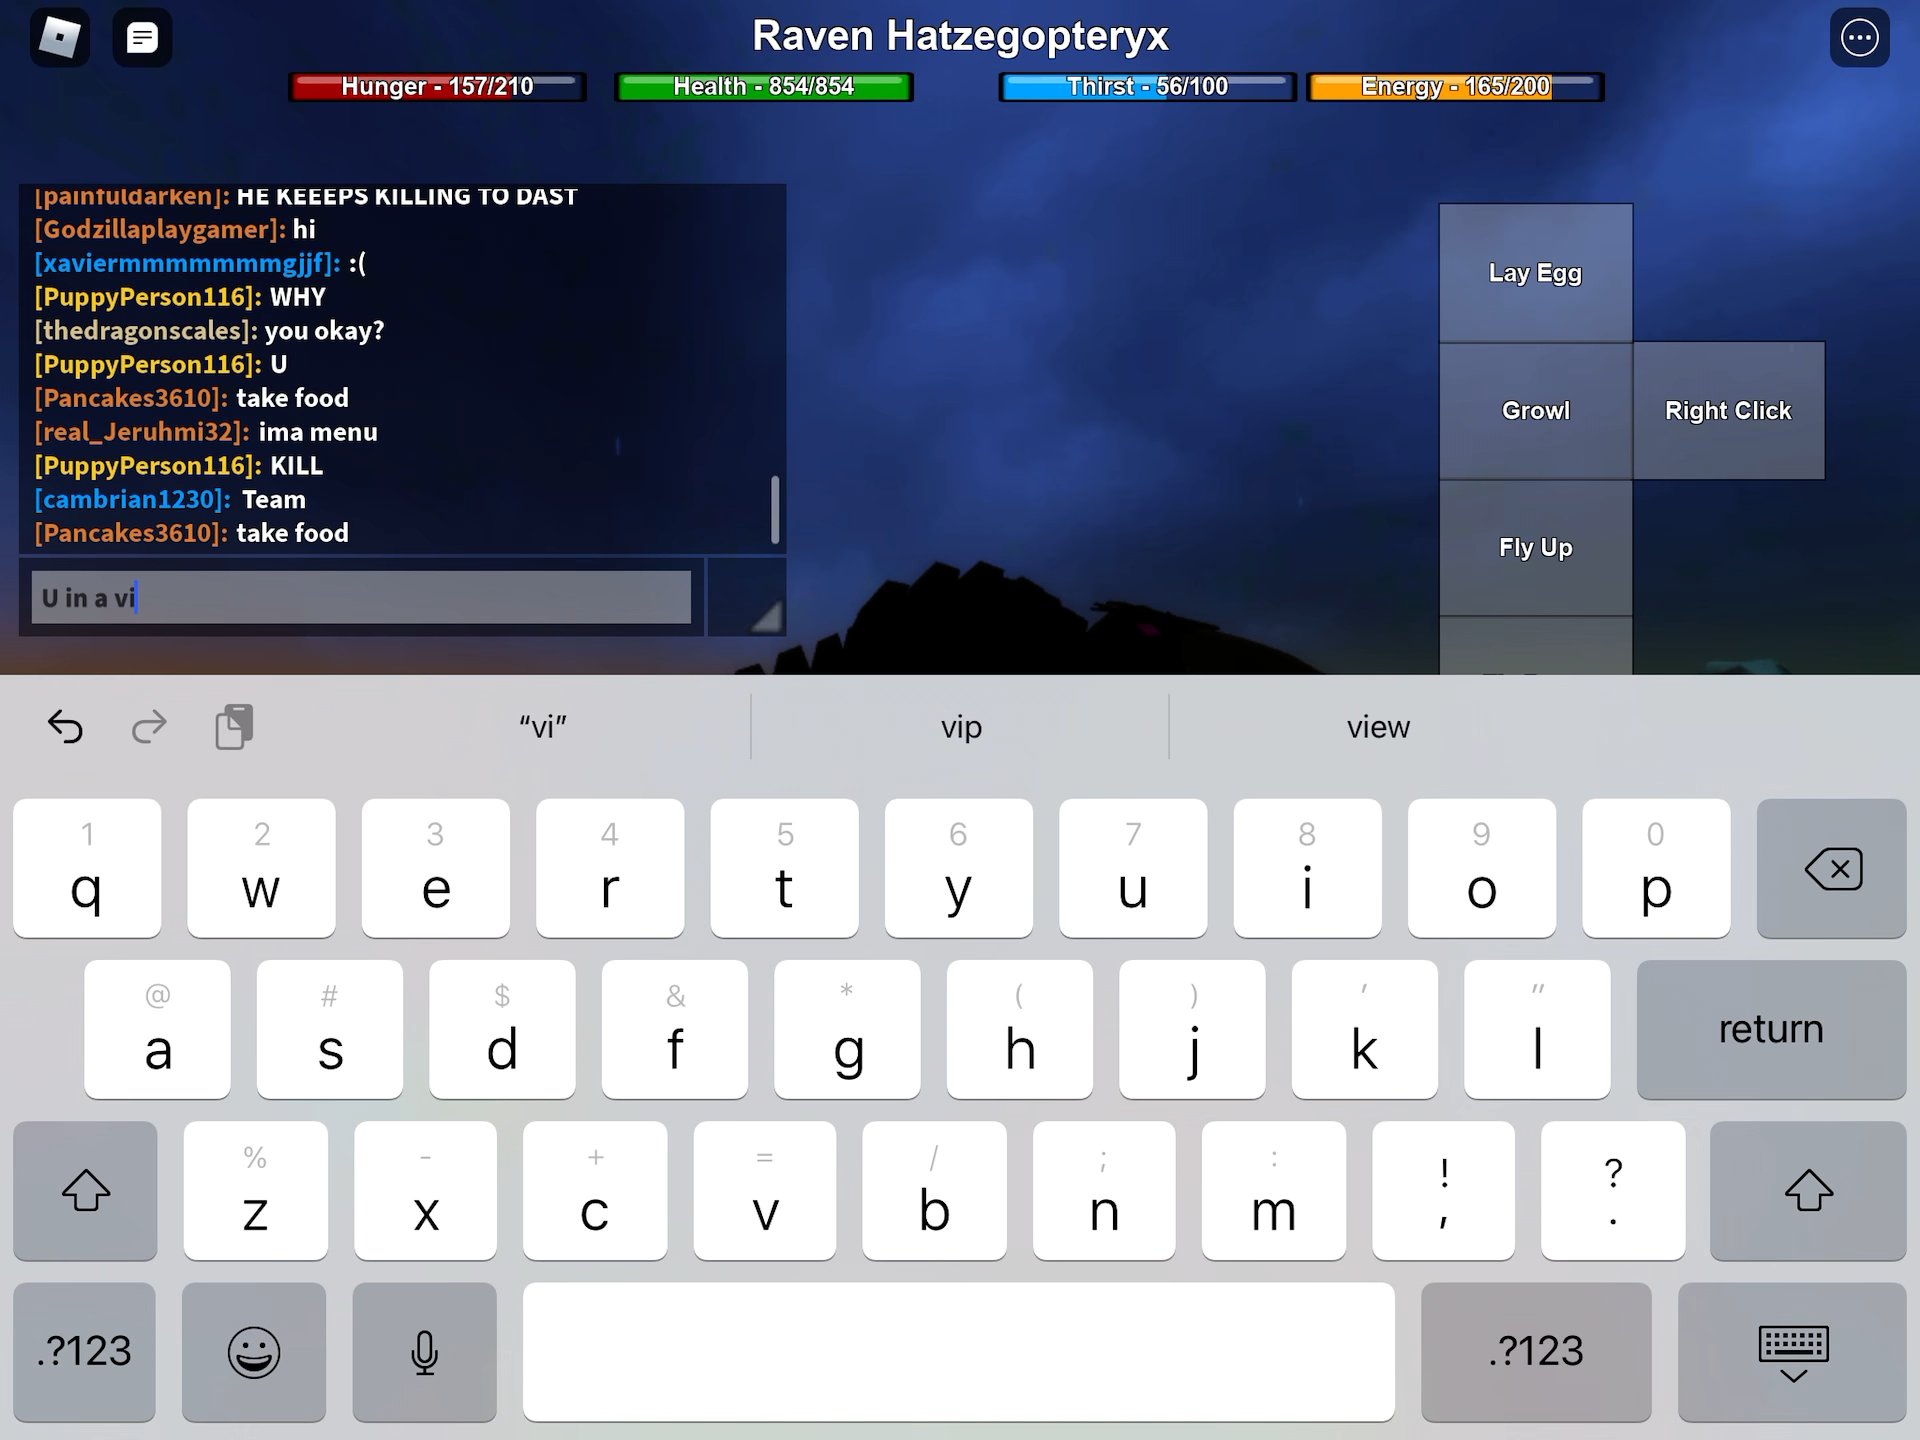 Raven Hatzegopteryx
Hunger - 157/210
Health - 854/854
Thirst - 56/100
Energy - 165/200
[painfuldarken]: HE KEEEPS KILLING TO DAST
[Godzillaplaygamer]: hi
[xaviermmmmmmmgjjf]: :(
[PuppyPerson116]: WHY
[thedragonscales]: you okay?
[PuppyPerson116]: U
[Pancakes3610]: take food
[real_Jeruhmi32]: ima menu
[PuppyPerson116]: KILL
[cambrian1230]: Team
[Pancakes3610]: take food
U in a vi
Lay Egg
Growl
Right Click
Fly Up
“vi”
vip
view
1 2 3 4 5 6 7 8 9 0
q w e r t y u i o p
@ # $ & * ( ) ' "
a s d f g h j k l return
% - + = / ; : ! ?
z x c v b n m , .
.?123 .?123